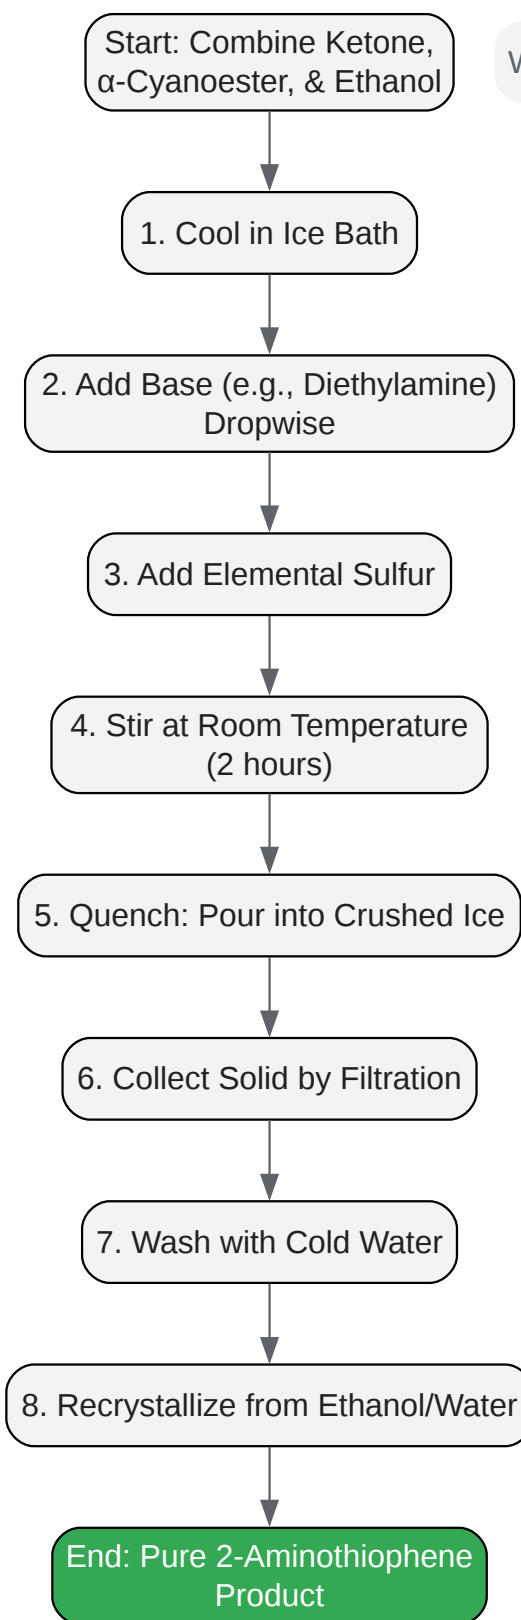 Start: Combine Ketone,
α-Cyanoester, & Ethanol
1. Cool in Ice Bath
2. Add Base (e.g., Diethylamine)
Dropwise
3. Add Elemental Sulfur
4. Stir at Room Temperature
(2 hours)
5. Quench: Pour into Crushed Ice
6. Collect Solid by Filtration
7. Wash with Cold Water
8. Recrystallize from Ethanol/Water
End: Pure 2-Aminothiophene
Product